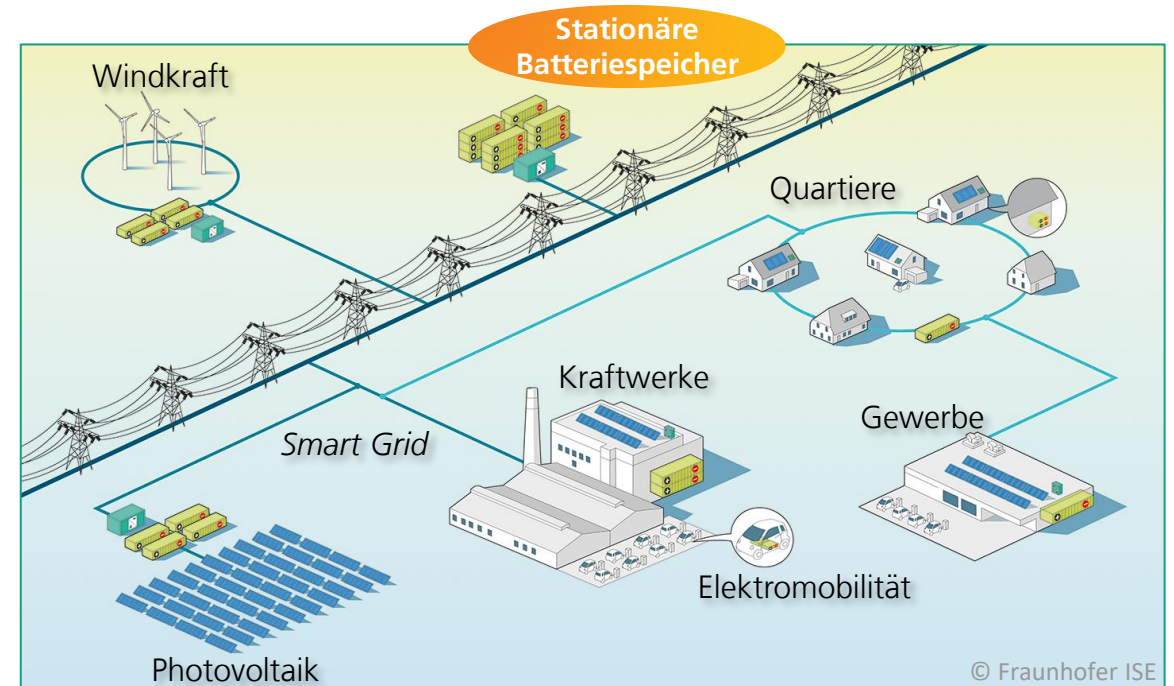 Stationäre
Batteriespeicher
Windkraft
Quartiere
Kraftwerke
Gewerbe
Smart Grid
Elektromobilität
Photovoltaik
© Fraunhofer ISE